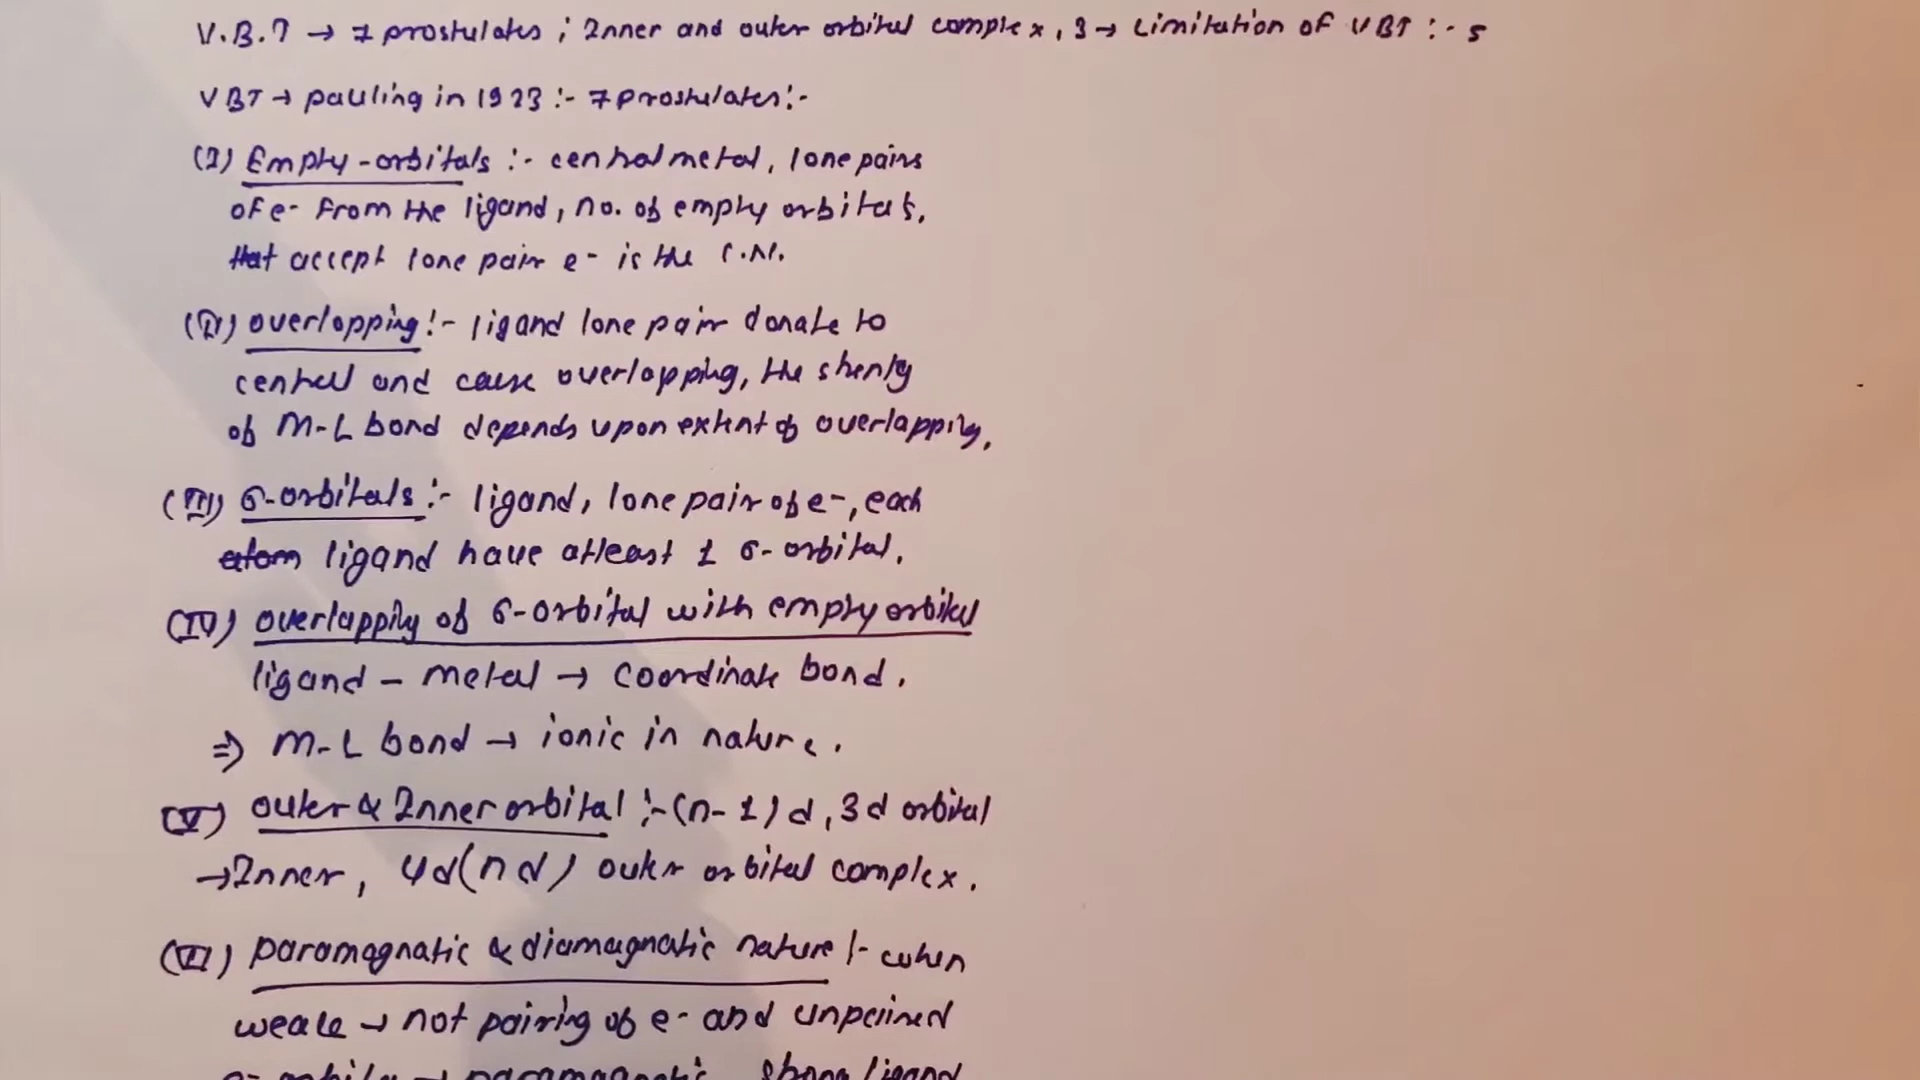 V.B.T → 7 prostulates ; Inner and outer orbital complex, 3 → Limitation of VBT :- 5
VBT → pauling in 1923 :- 7 prostulates :-
(I) Empty-orbitals :- central metal, lone pairs
of e- from the ligand, no. of empty orbitals,
that accept lone pair e- is the C.N.
(II) overlapping :- ligand lone pair donate to
central and cause overlapping, the strenty
of M-L bond depends upon extent of overlapping,
(III) σ-orbitals :- ligand, lone pair of e-, each
atom ligand have atleast 1 σ-orbital.
(IV) overlapping of σ-orbital with empty orbital
ligand - metal → coordinate bond.
⇒ M-L bond → ionic in nature.
(V) outer & Inner orbital :- (n-1)d, 3d orbital
→ Inner, 4d(nd) outer orbital complex.
(VI) paramagnatic & diamagnatic nature :- when
weak → not pairing of e- and unpaired
paramagnatic strong ligand